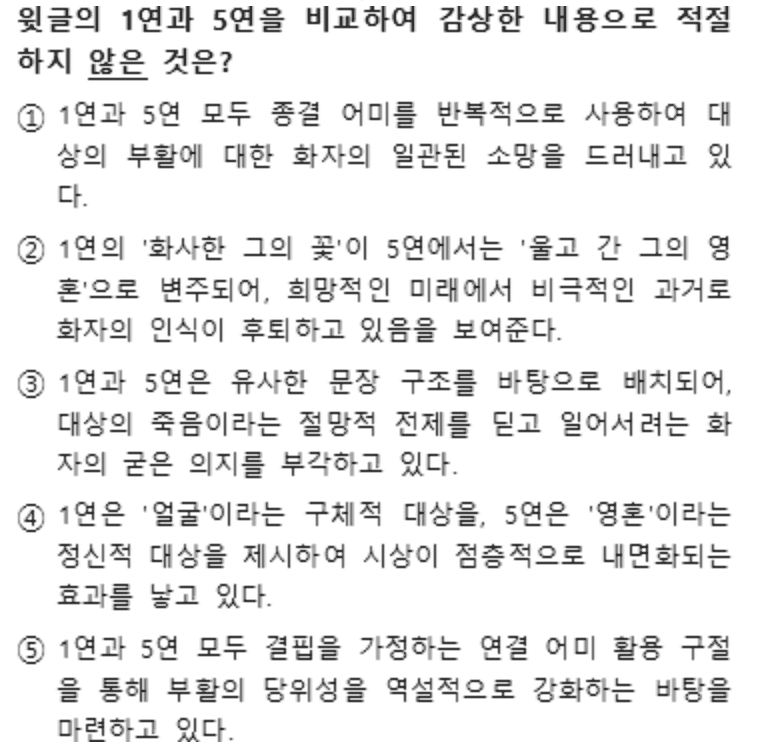 윗글의 1연과 5연을 비교하여 감상한 내용으로 적절
하지 않은 것은?
① 1연과 5연 모두 종결 어미를 반복적으로 사용하여 대
상의 부활에 대한 화자의 일관된 소망을 드러내고 있
다.
② 1연의 '화사한 그의 꽃'이 5연에서는 '울고 간 그의 영
혼'으로 변주되어, 희망적인 미래에서 비극적인 과거로
화자의 인식이 후퇴하고 있음을 보여준다.
③ 1연과 5연은 유사한 문장 구조를 바탕으로 배치되어,
대상의 죽음이라는 절망적 전제를 딛고 일어서려는 화
자의 굳은 의지를 부각하고 있다.
④ 1연은 '얼굴'이라는 구체적 대상을, 5연은 '영혼'이라는
정신적 대상을 제시하여 시상이 점층적으로 내면화되는
효과를 낳고 있다.
⑤ 1연과 5연 모두 결핍을 가정하는 연결 어미 활용 구절
을 통해 부활의 당위성을 역설적으로 강화하는 바탕을
마련하고 있다.